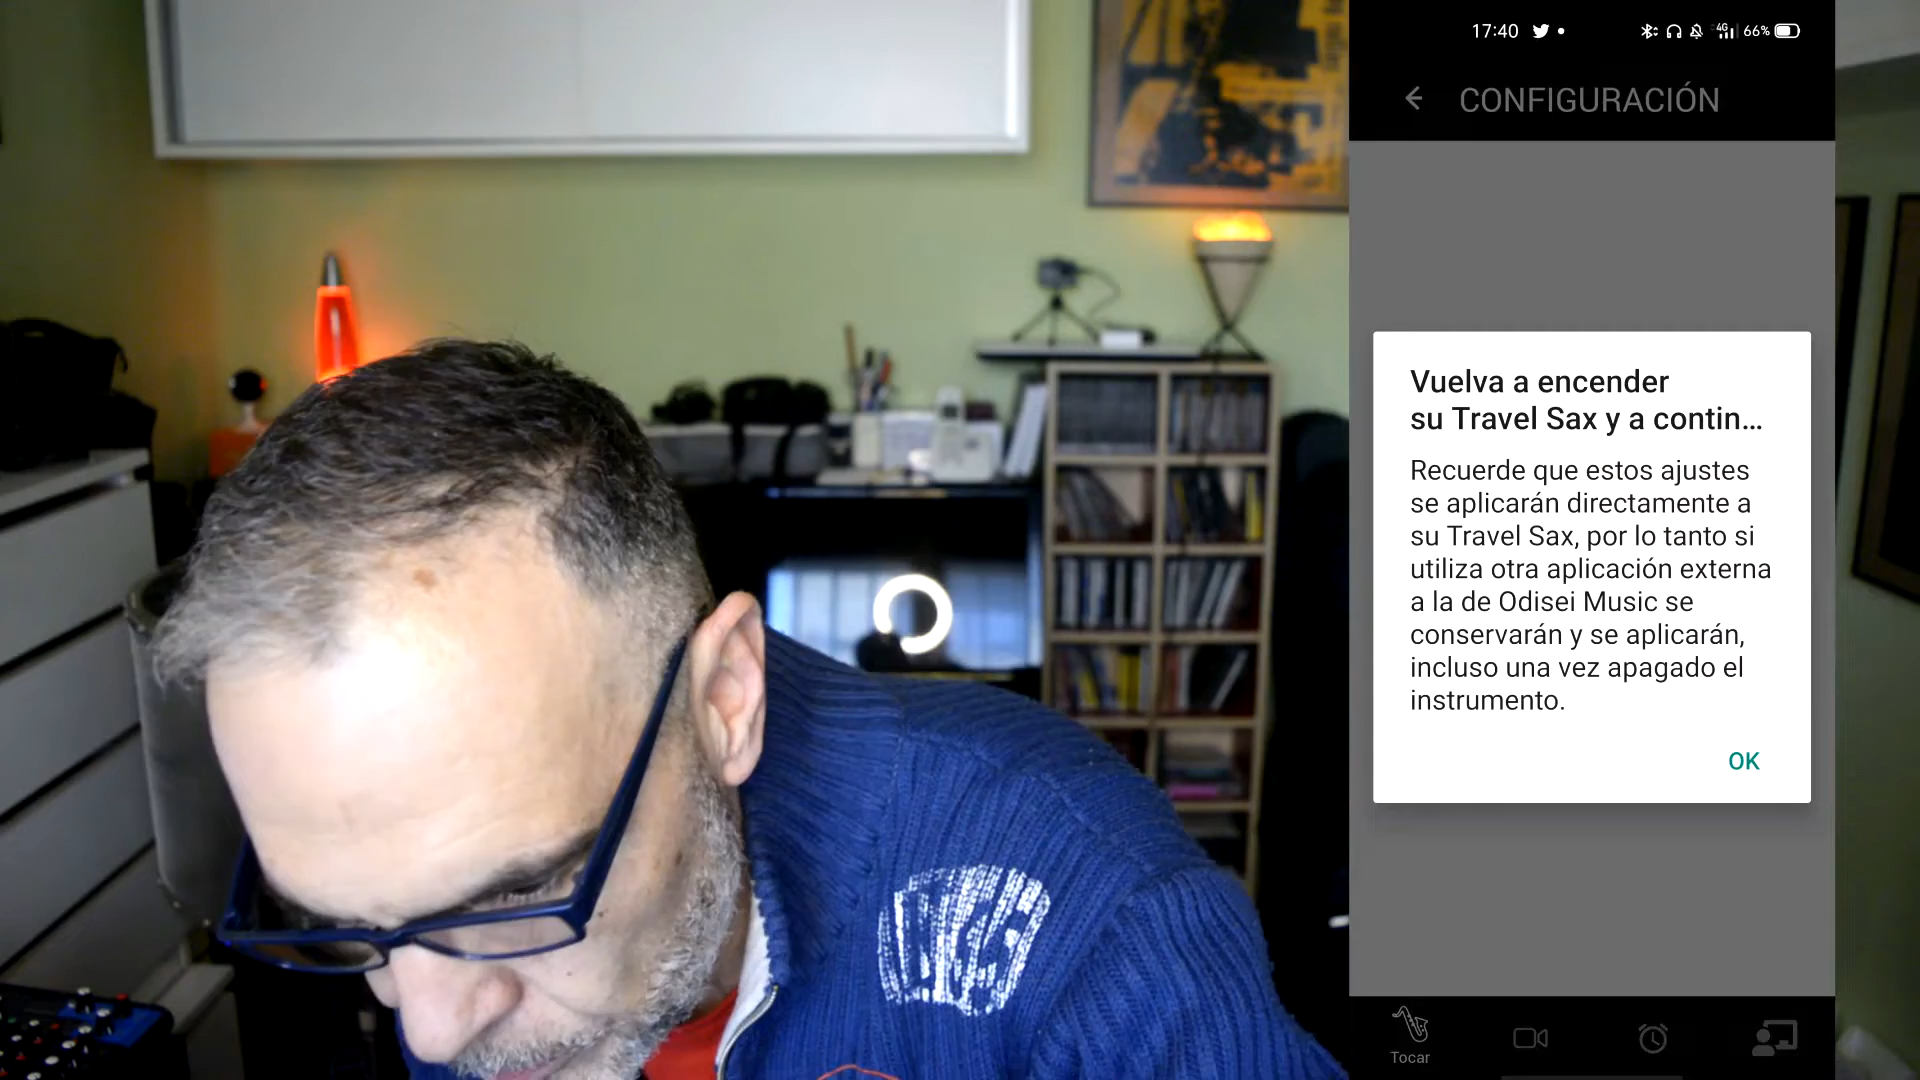 17:40
4G
66%
CONFIGURACIÓN
Vuelva a encender
su Travel Sax y a contin...
Recuerde que estos ajustes
se aplicarán directamente a
su Travel Sax, por lo tanto si
utiliza otra aplicación externa
a la de Odisei Music se
conservarán y se aplicarán,
incluso una vez apagado el
instrumento.
OK
Tocar